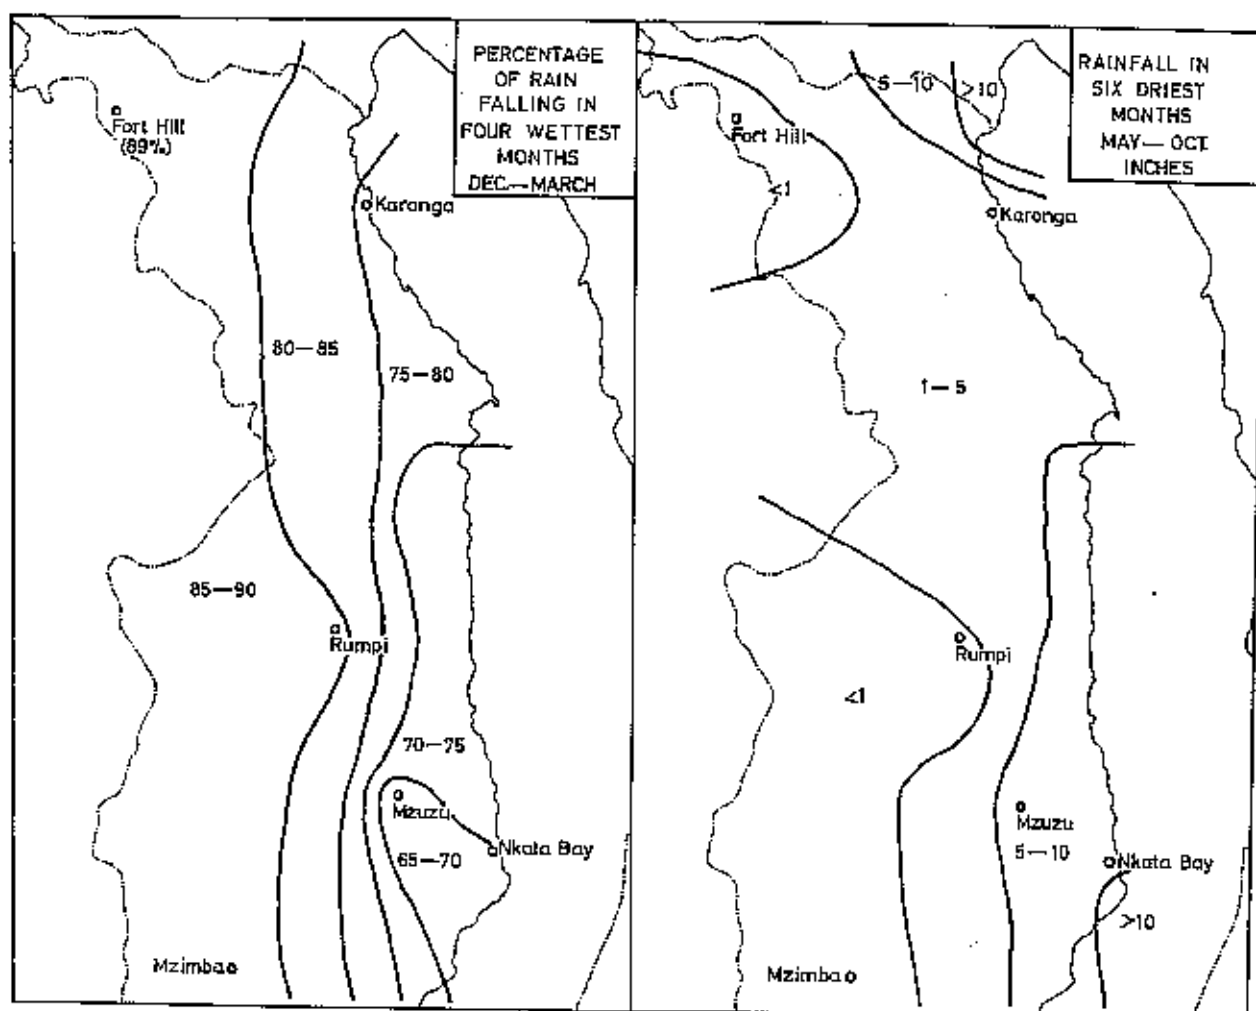 PERCENTAGE
OF RAIN
FALLING IN
FOUR WETTEST
MONTHS
DEC.—MARCH
Fort Hill
(89%)
Karonga
80—85
75—80
85—90
Rumpi
70—75
Mzuzu
Nkata Bay
65—70
Mzimba
RAINFALL IN
SIX DRIEST
MONTHS
MAY—OCT.
INCHES
5—10
>10
Fort Hill
<1
Karonga
1—5
Rumpi
<1
Mzuzu
5—10
Nkata Bay
>10
Mzimba